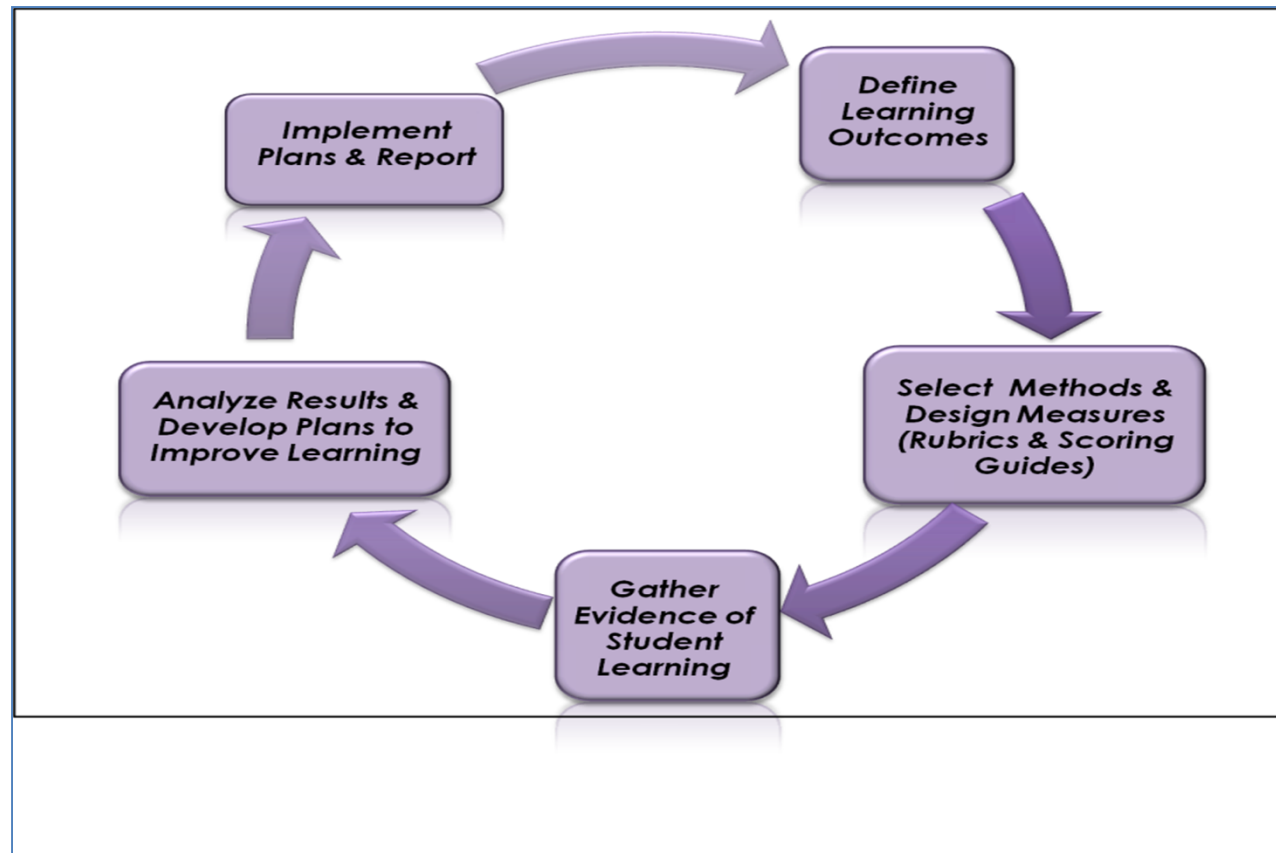 Define
Learning
Outcomes
Select Methods &
Design Measures
(Rubrics & Scoring
Guides)
Gather
Evidence of
Student
Learning
Analyze Results &
Develop Plans to
Improve Learning
Implement
Plans & Report